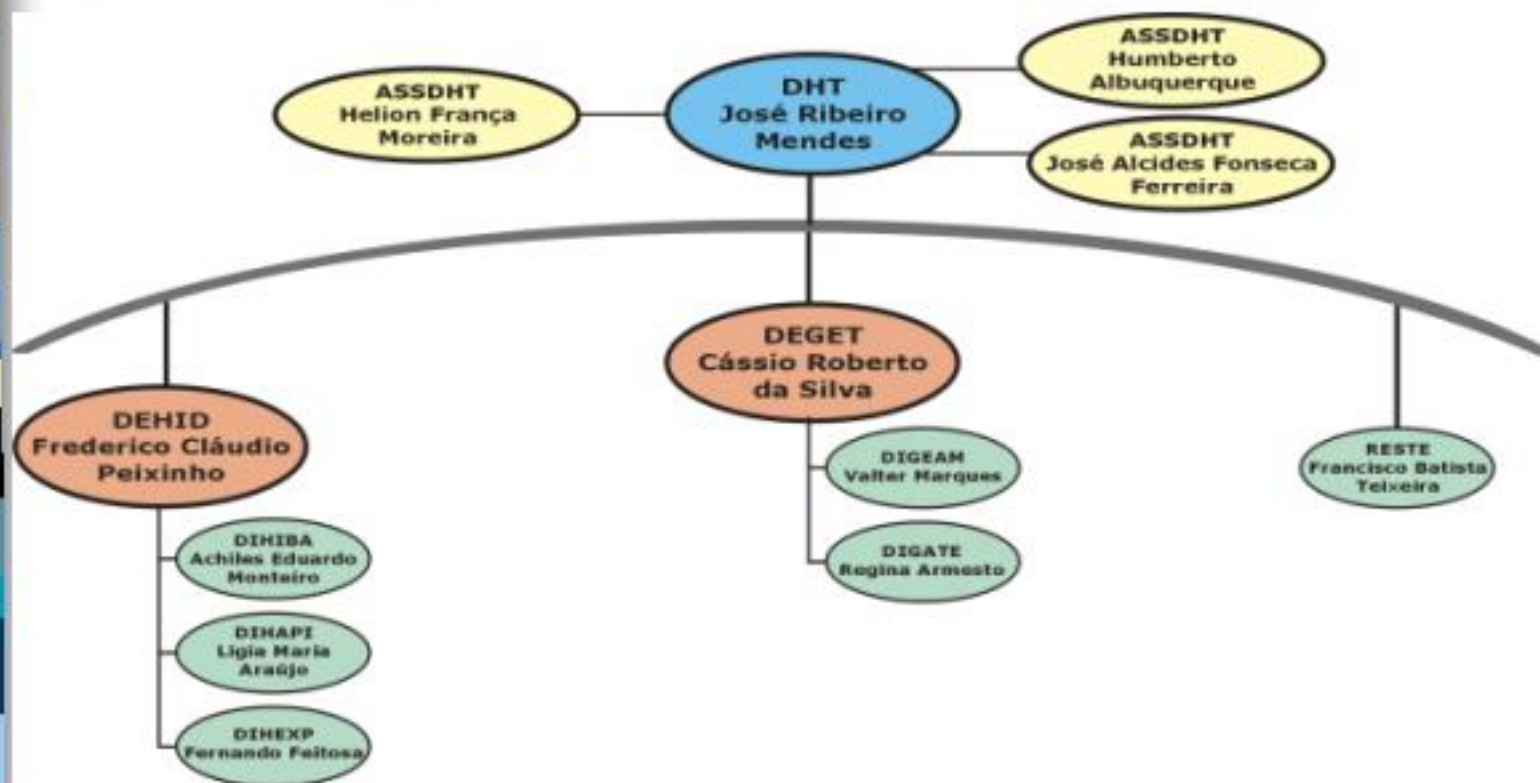 ASSDHT
Humberto
Albuquerque
DHT
José Ribeiro
Mendes
ASSDHT
Helion França
Moreira
ASSDHT
José Alcides Fonseca
Ferreira
DEGET
Cássio Roberto
da Silva
DEHID
Frederico Cláudio
Peixinho
DIGEAM
Valter Marques
RESTE
Francisco Batista
Teixeira
DIHIBA
Achiles Eduardo
Monteiro
DIGATE
Regina Armesto
DIHAPI
Ligia Maria
Araújo
DIHEXP
Fernando Feitosa